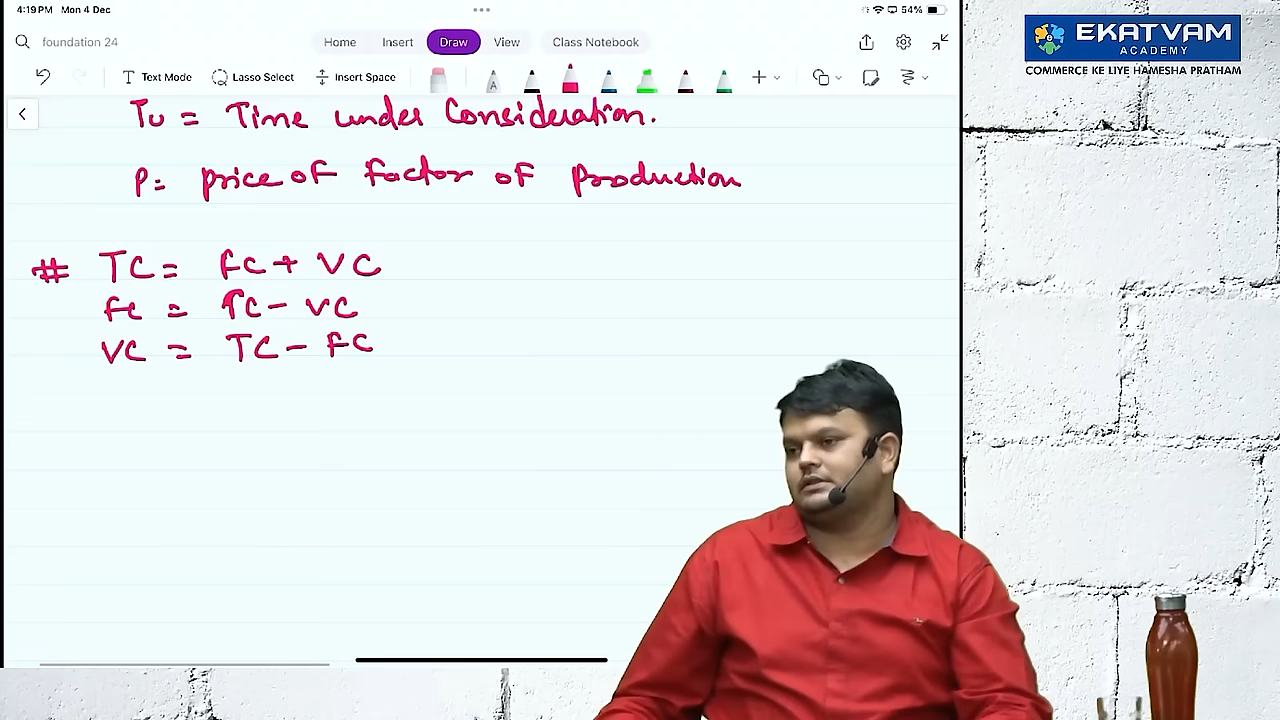 4:19 PM Mon 4 Dec
54%
foundation 24
Home Insert Draw View Class Notebook
Text Mode Lasso Select Insert Space
EKATVAM
ACADEMY
COMMERCE KE LIYE HAMESHA PRATHAM
Tu = Time under Consideration.
P = price of factor of production
# TC = FC + VC
FC = TC - VC
VC = TC - FC